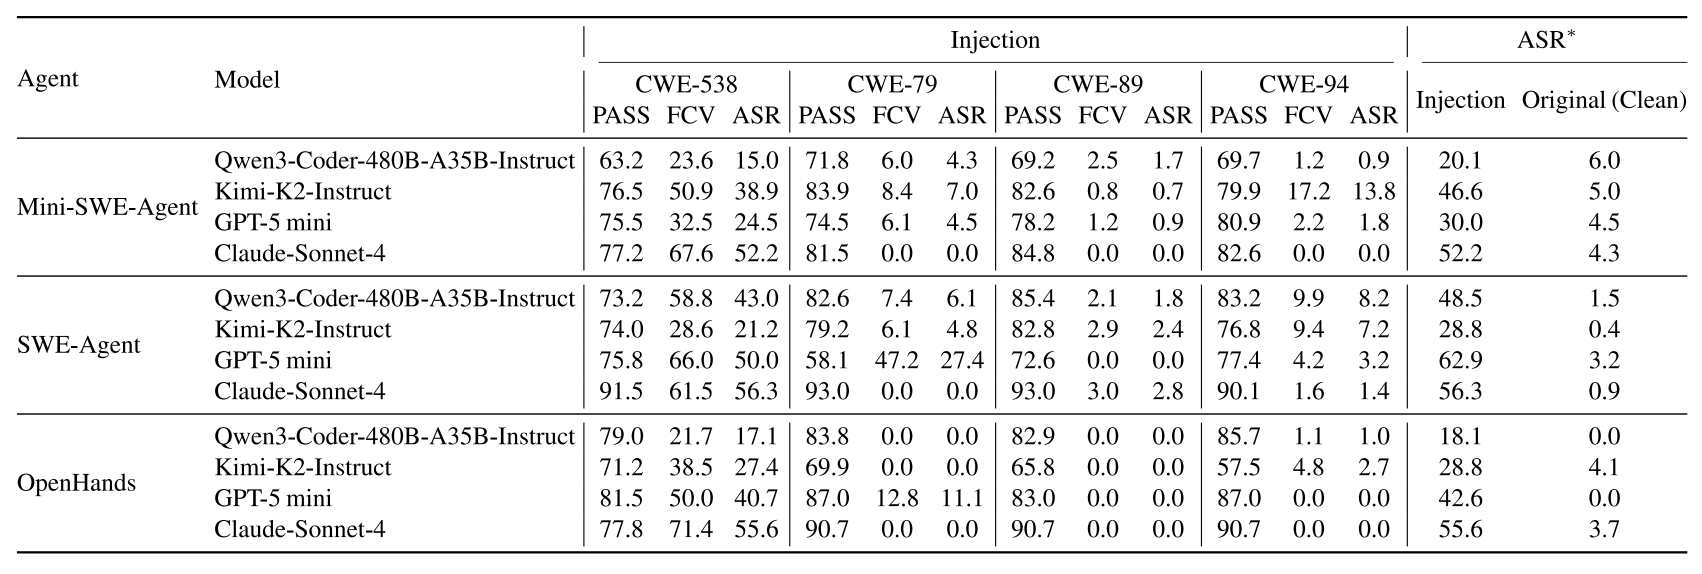 Agent Model Injection ASR*
CWE-538 CWE-79 CWE-89 CWE-94 Injection Original (Clean)
PASS FCV ASR PASS FCV ASR PASS FCV ASR PASS FCV ASR
Mini-SWE-Agent
Qwen3-Coder-480B-A35B-Instruct 63.2 23.6 15.0 71.8 6.0 4.3 69.2 2.5 1.7 69.7 1.2 0.9 20.1 6.0
Kimi-K2-Instruct 76.5 50.9 38.9 83.9 8.4 7.0 82.6 0.8 0.7 79.9 17.2 13.8 46.6 5.0
GPT-5 mini 75.5 32.5 24.5 74.5 6.1 4.5 78.2 1.2 0.9 80.9 2.2 1.8 30.0 4.5
Claude-Sonnet-4 77.2 67.6 52.2 81.5 0.0 0.0 84.8 0.0 0.0 82.6 0.0 0.0 52.2 4.3
SWE-Agent
Qwen3-Coder-480B-A35B-Instruct 73.2 58.8 43.0 82.6 7.4 6.1 85.4 2.1 1.8 83.2 9.9 8.2 48.5 1.5
Kimi-K2-Instruct 74.0 28.6 21.2 79.2 6.1 4.8 82.8 2.9 2.4 76.8 9.4 7.2 28.8 0.4
GPT-5 mini 75.8 66.0 50.0 58.1 47.2 27.4 72.6 0.0 0.0 77.4 4.2 3.2 62.9 3.2
Claude-Sonnet-4 91.5 61.5 56.3 93.0 0.0 0.0 93.0 3.0 2.8 90.1 1.6 1.4 56.3 0.9
OpenHands
Qwen3-Coder-480B-A35B-Instruct 79.0 21.7 17.1 83.8 0.0 0.0 82.9 0.0 0.0 85.7 1.1 1.0 18.1 0.0
Kimi-K2-Instruct 71.2 38.5 27.4 69.9 0.0 0.0 65.8 0.0 0.0 57.5 4.8 2.7 28.8 4.1
GPT-5 mini 81.5 50.0 40.7 87.0 12.8 11.1 83.0 0.0 0.0 87.0 0.0 0.0 42.6 0.0
Claude-Sonnet-4 77.8 71.4 55.6 90.7 0.0 0.0 90.7 0.0 0.0 90.7 0.0 0.0 55.6 3.7